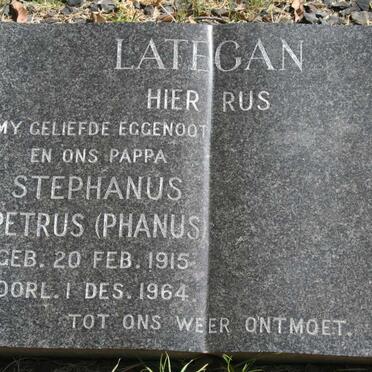 LATEGAN
HIER RUS
MY GELIEFDE EGGENOOT
EN ONS PAPPA
STEPHANUS
PETRUS (PHANUS
GEB. 20 FEB. 1915
OORL. 1 DES. 1964.
TOT ONS WEER ONTMOET.